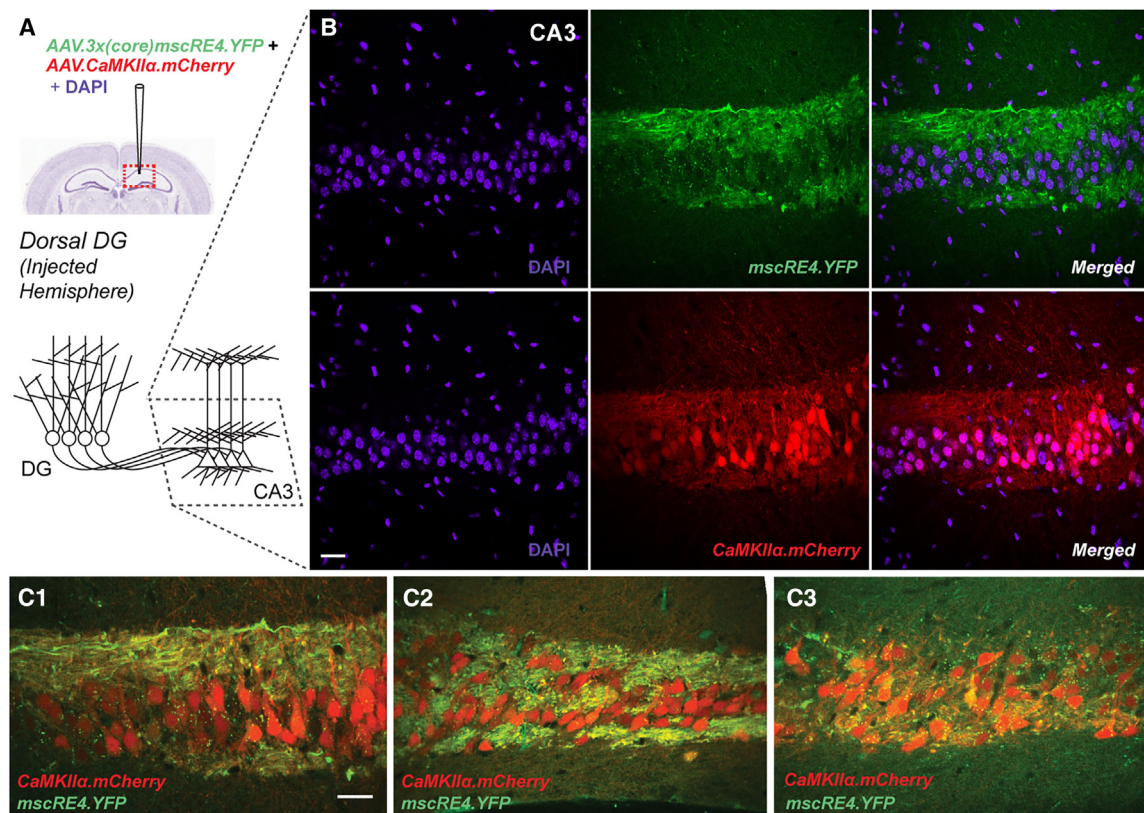 A
AAV.3x(core)mscRE4.YFP +
AAV.CaMKIIα.mCherry
+ DAPI
Dorsal DG
(Injected
Hemisphere)
DG
CA3
B
CA3
DAPI
mscRE4.YFP
Merged
DAPI
CaMKIIα.mCherry
Merged
C1
CaMKIIα.mCherry
mscRE4.YFP
C2
CaMKIIα.mCherry
mscRE4.YFP
C3
CaMKIIα.mCherry
mscRE4.YFP